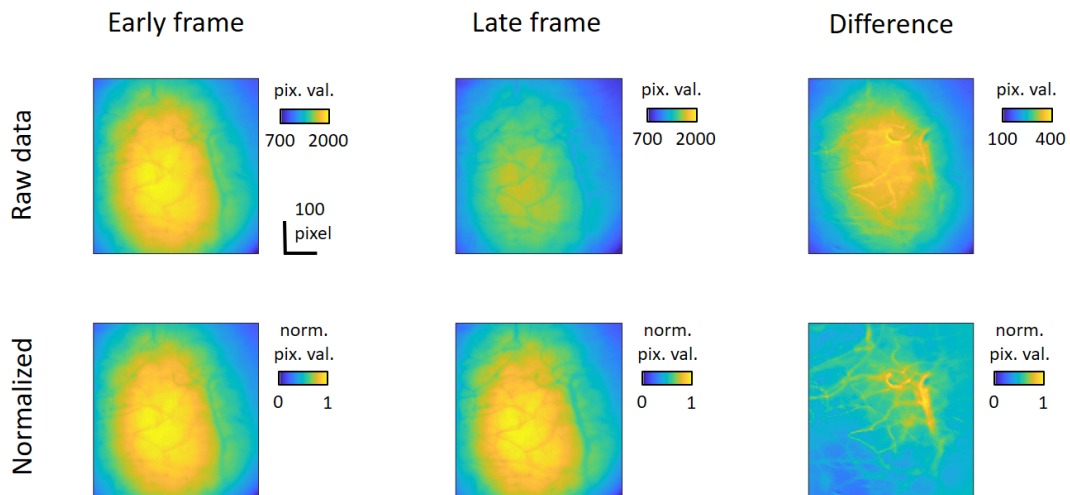 Early frame
Late frame
Difference
Raw data
pix. val.
700 2000
100
pixel
pix. val.
700 2000
pix. val.
100 400
Normalized
norm.
pix. val.
0 1
norm.
pix. val.
0 1
norm.
pix. val.
0 1